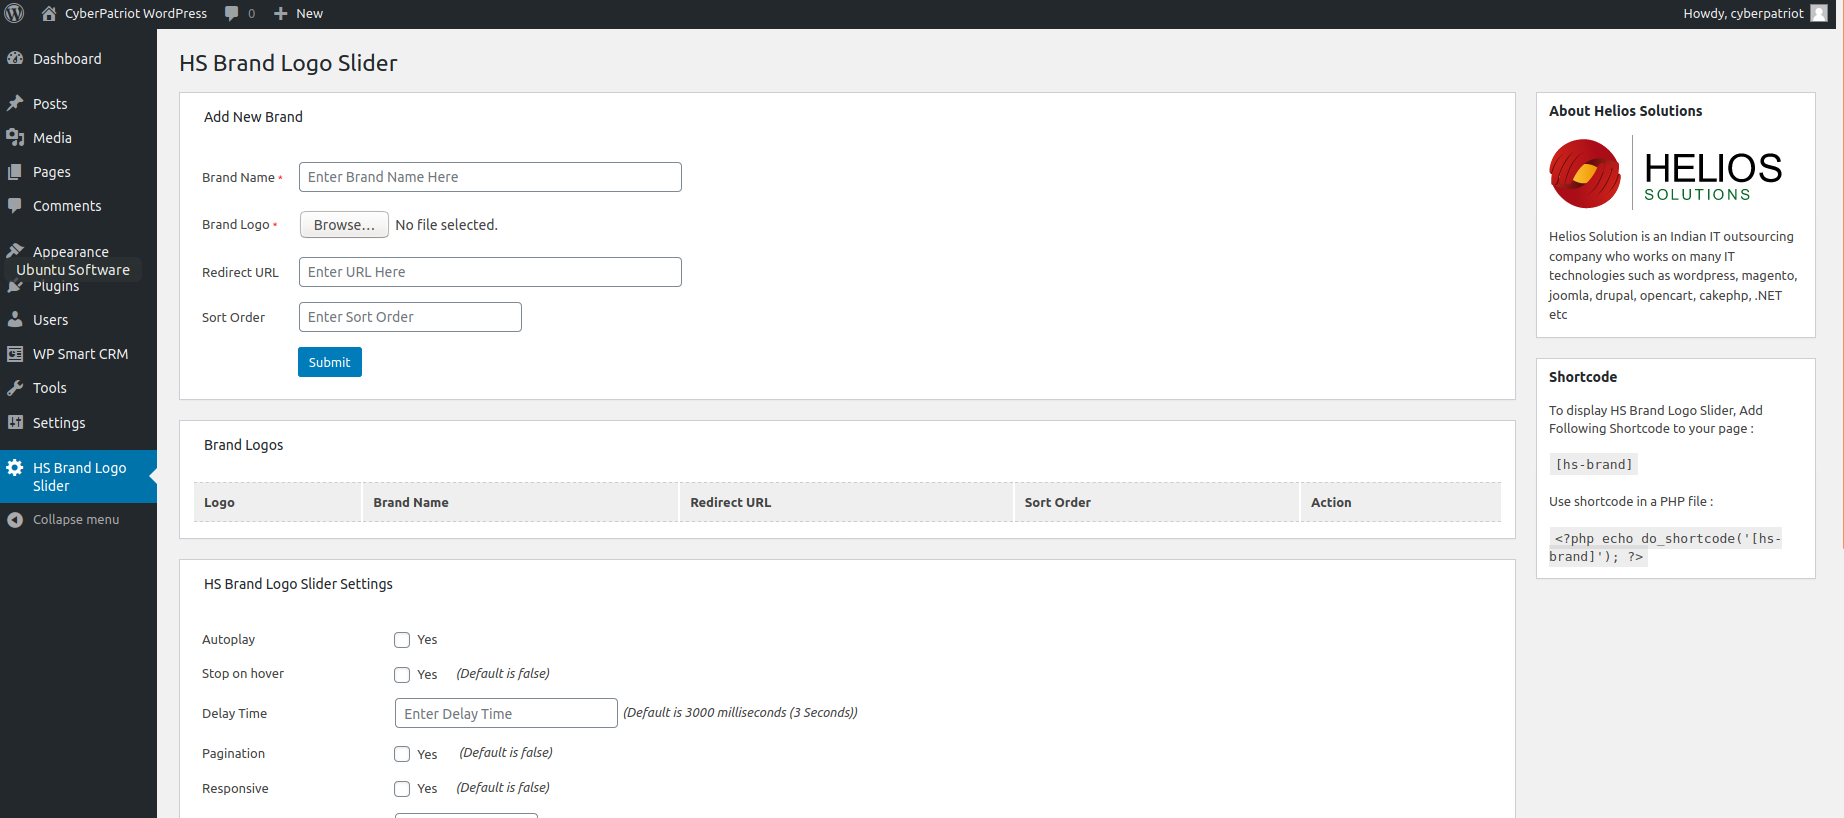 CyberPatriot WordPress 0 New Howdy, cyberpatriot
Dashboard
Posts
Media
Pages
Comments
Appearance
Ubuntu Software
Plugins
Users
WP Smart CRM
Tools
Settings
HS Brand Logo
Slider
Collapse menu
HS Brand Logo Slider
Add New Brand
Brand Name * Enter Brand Name Here
Brand Logo * Browse... No file selected.
Redirect URL Enter URL Here
Sort Order Enter Sort Order
Submit
Brand Logos
Logo Brand Name Redirect URL Sort Order Action
HS Brand Logo Slider Settings
Autoplay Yes
Stop on hover Yes (Default is false)
Delay Time Enter Delay Time (Default is 3000 milliseconds (3 Seconds))
Pagination Yes (Default is false)
Responsive Yes (Default is false)
About Helios Solutions
HELIOS
SOLUTIONS
Helios Solution is an Indian IT outsourcing
company who works on many IT
technologies such as wordpress, magento,
joomla, drupal, opencart, cakephp, .NET
etc
Shortcode
To display HS Brand Logo Slider, Add
Following Shortcode to your page :
[hs-brand]
Use shortcode in a PHP file :
<?php echo do_shortcode('[hs-
brand]'); ?>